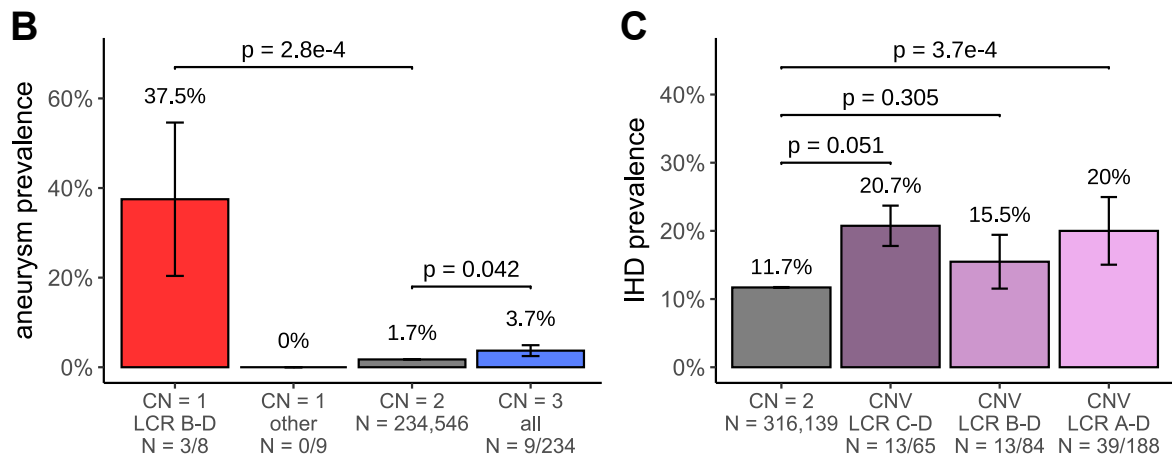 B
aneurysm prevalence
60%
40%
20%
0%
p = 2.8e-4
37.5%
0%
p = 0.042
1.7%
3.7%
CN = 1
LCR B-D
N = 3/8
CN = 1
other
N = 0/9
CN = 2
N = 234,546
CN = 3
all
N = 9/234
C
IHD prevalence
40%
30%
20%
10%
0%
p = 3.7e-4
p = 0.305
p = 0.051
11.7%
20.7%
15.5%
20%
CN = 2
N = 316,139
CNV
LCR C-D
N = 13/65
CNV
LCR B-D
N = 13/84
CNV
LCR A-D
N = 39/188